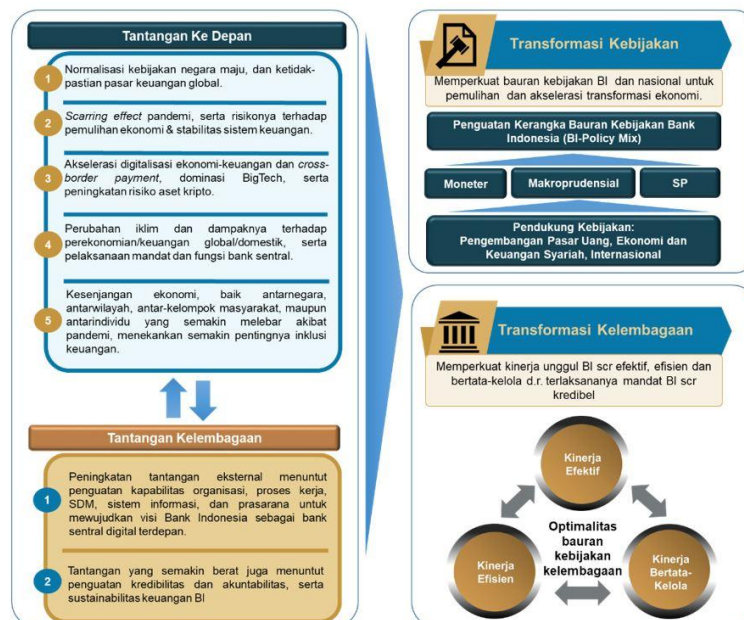 Tantangan Ke Depan
1
Normalisasi kebijakan negara maju, dan ketidak-
pastian pasar keuangan global.
2
Scarring effect pandemi, serta risikonya terhadap
pemulihan ekonomi & stabilitas sistem keuangan.
3
Akselerasi digitalisasi ekonomi-keuangan dan cross-
border payment, dominasi BigTech, serta
peningkatan risiko aset kripto.
4
Perubahan iklim dan dampaknya terhadap
perekonomian/keuangan global/domestik, serta
pelaksanaan mandat dan fungsi bank sentral.
5
Kesenjangan ekonomi, baik antarnegara,
antarwilayah, antar-kelompok masyarakat, maupun
antarindividu yang semakin melebar akibat
pandemi, menekankan semakin pentingnya inklusi
keuangan.
Tantangan Kelembagaan
1
Peningkatan tantangan eksternal menuntut
penguatan kapabilitas organisasi, proses kerja,
SDM, sistem informasi, dan prasarana untuk
mewujudkan visi Bank Indonesia sebagai bank
sentral digital terdepan.
2
Tantangan yang semakin berat juga menuntut
penguatan kredibilitas dan akuntabilitas, serta
sustainabilitas keuangan BI
Transformasi Kebijakan
Memperkuat bauran kebijakan BI dan nasional untuk
pemulihan dan akselerasi transformasi ekonomi.
Penguatan Kerangka Bauran Kebijakan Bank
Indonesia (BI-Policy Mix)
Moneter
Makroprudensial
SP
Pendukung Kebijakan:
Pengembangan Pasar Uang, Ekonomi dan
Keuangan Syariah, Internasional
Transformasi Kelembagaan
Memperkuat kinerja unggul BI scr efektif, efisien dan
bertata-kelola d.r. terlaksananya mandat BI scr
kredibel
Kinerja
Efektif
Optimalitas
bauran
kebijakan
kelembagaan
Kinerja
Efisien
Kinerja
Bertata-
Kelola